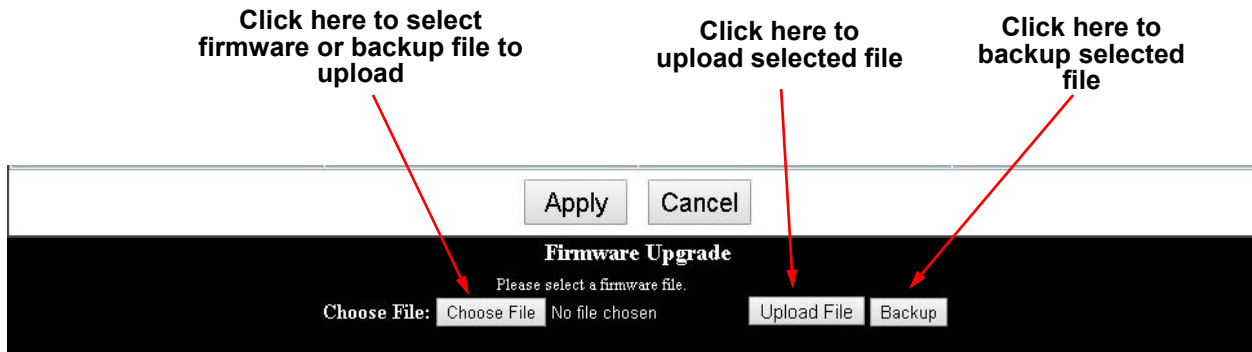 Click here to select
firmware or backup file to
upload
Click here to
upload selected file
Click here to
backup selected
file
Apply Cancel
Firmware Upgrade
Please select a firmware file.
Choose File: Choose File No file chosen Upload File Backup